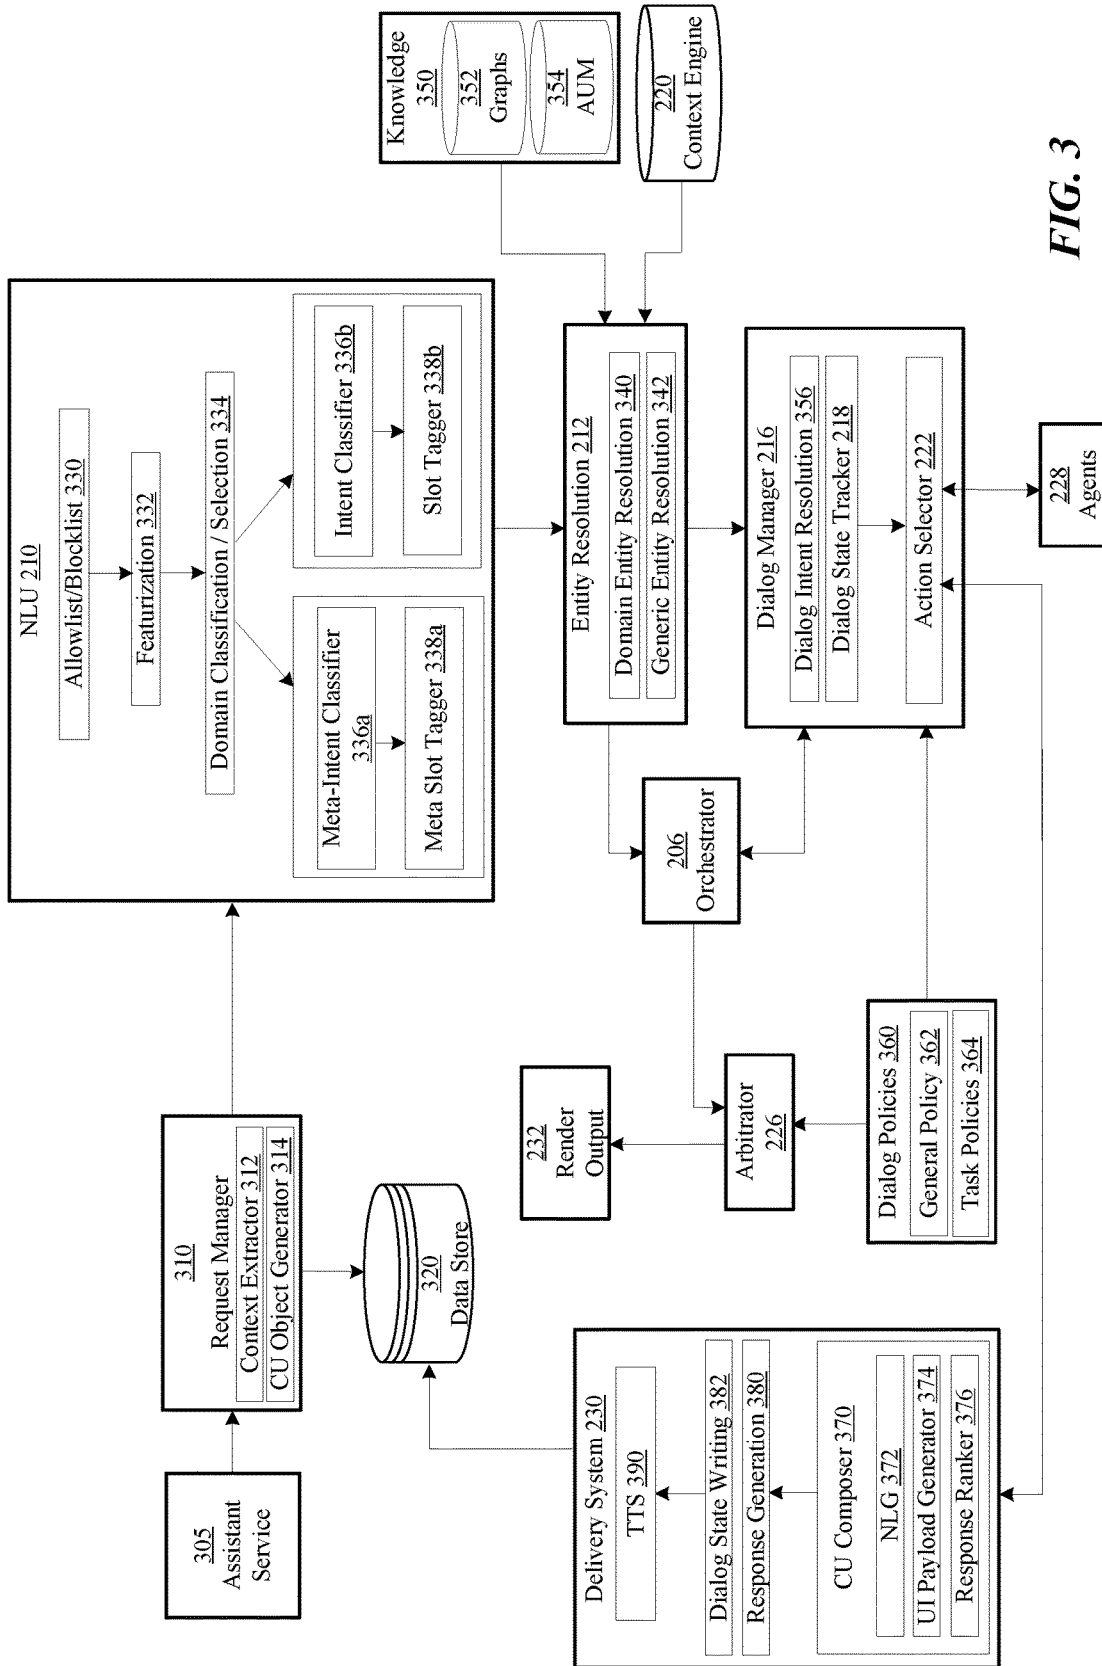 305
Assistant
Service
310
Request Manager
Context Extractor 312
CU Object Generator 314
320
Data Store
NLU 210
Allowlist/Blocklist 330
Featurization 332
Domain Classification / Selection 334
Meta-Intent Classifier
336a
Meta Slot Tagger 338a
Intent Classifier 336b
Slot Tagger 338b
Knowledge
350
352
Graphs
354
AUM
220
Context Engine
Entity Resolution 212
Domain Entity Resolution 340
Generic Entity Resolution 342
206
Orchestrator
Dialog Manager 216
Dialog Intent Resolution 356
Dialog State Tracker 218
Action Selector 222
228
Agents
232
Render
Output
Arbitrator
226
Dialog Policies 360
General Policy 362
Task Policies 364
Delivery System 230
TTS 390
Dialog State Writing 382
Response Generation 380
CU Composer 370
NLG 372
UI Payload Generator 374
Response Ranker 376
FIG. 3